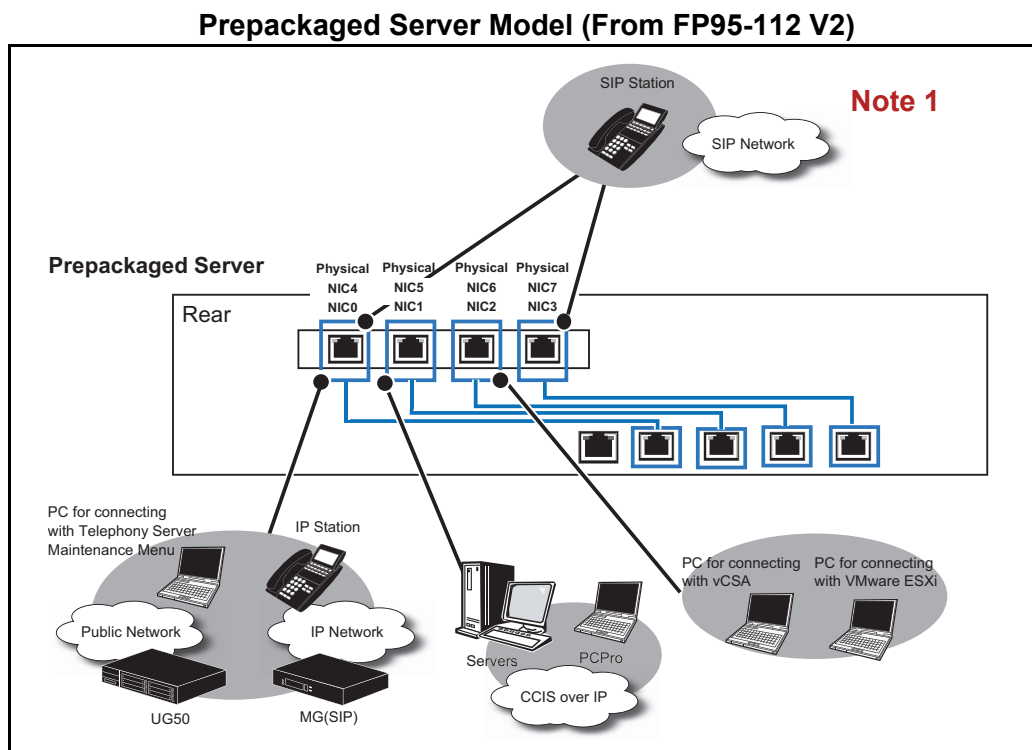 Prepackaged Server Model (From FP95-112 V2)
SIP Station
Note 1
SIP Network
Prepackaged Server
Physical
NIC4
NIC0
Physical
NIC5
NIC1
Physical
NIC6
NIC2
Physical
NIC7
NIC3
Rear
PC for connecting
with Telephony Server
Maintenance Menu
IP Station
Public Network
IP Network
UG50
MG(SIP)
Servers
PCPro
CCIS over IP
PC for connecting
with vCSA
PC for connecting
with VMware ESXi